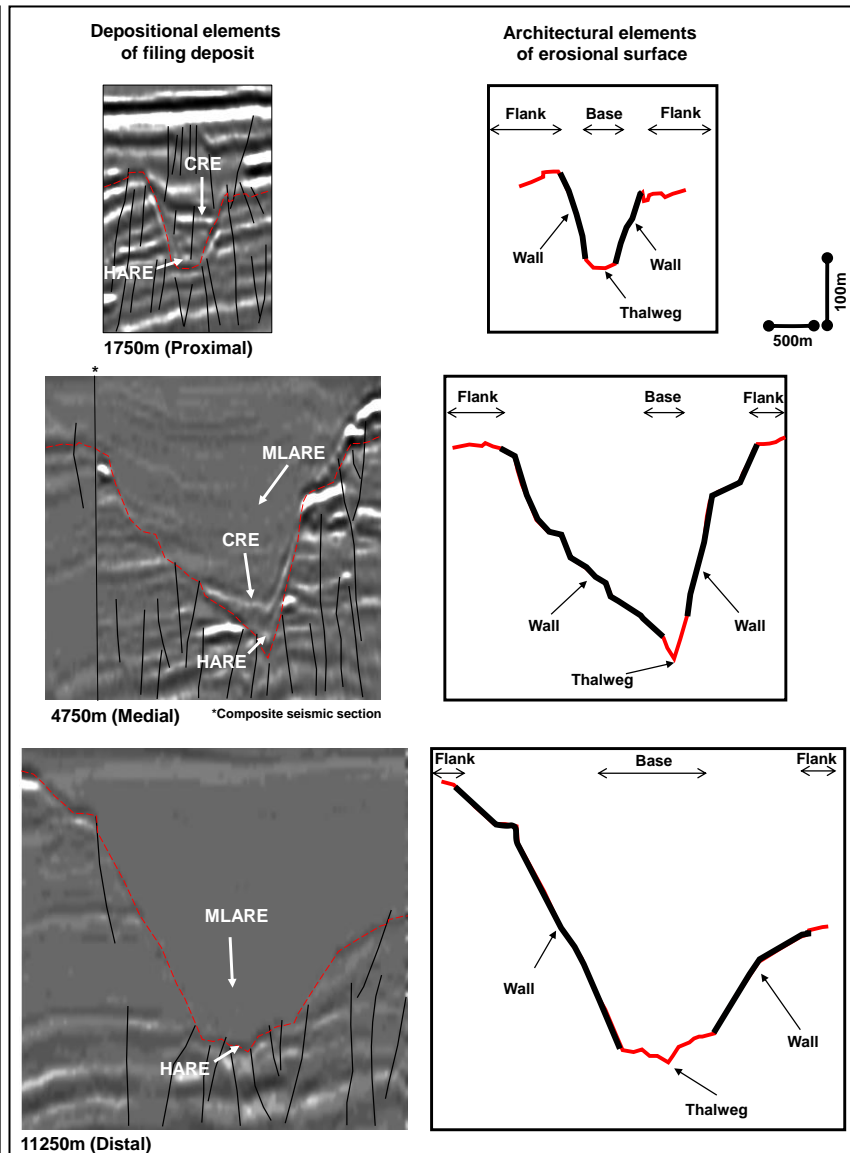 Depositional elements
of filing deposit
Architectural elements
of erosional surface
CRE
HARE
1750m (Proximal)
Flank
Base
Flank
Wall
Wall
Thalweg
100m
500m
*
MLARE
CRE
HARE
4750m (Medial)
*Composite seismic section
Flank
Base
Flank
Wall
Wall
Thalweg
MLARE
HARE
11250m (Distal)
Flank
Base
Flank
Wall
Wall
Thalweg